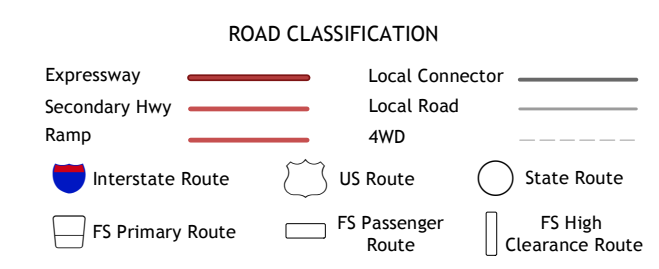 ROAD CLASSIFICATION
Expressway
Local Connector
Secondary Hwy
Local Road
Ramp
4WD
Interstate Route
US Route
State Route
FS Primary Route
FS Passenger
Route
FS High
Clearance Route